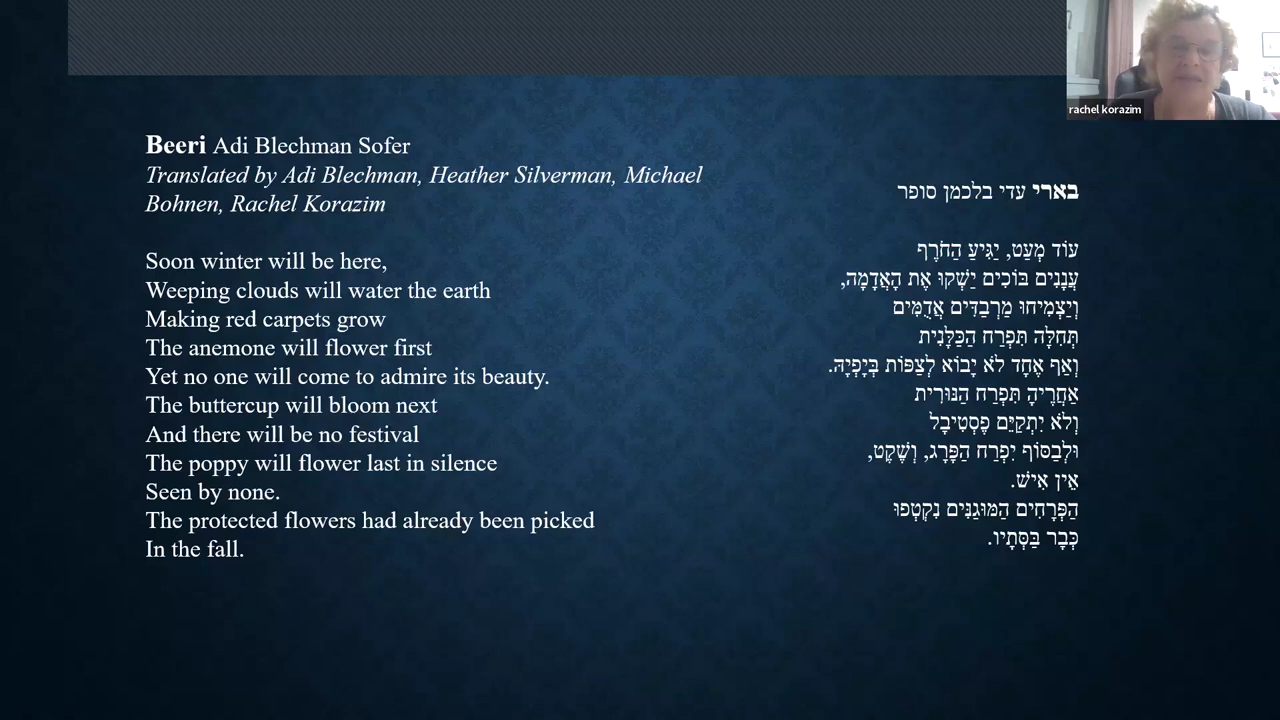 rachel korazim
Beeri Adi Blechman Sofer
Translated by Adi Blechman, Heather Silverman, Michael
Bohnen, Rachel Korazim
Soon winter will be here,
Weeping clouds will water the earth
Making red carpets grow
The anemone will flower first
Yet no one will come to admire its beauty.
The buttercup will bloom next
And there will be no festival
The poppy will flower last in silence
Seen by none.
The protected flowers had already been picked
In the fall.
בארי עדי בלכמן סופר
עוֹד מְעַט, יַגִּיעַ הַחֹרֶף
עֲנָנִים בּוֹכִים יַשְׁקוּ אֶת הָאֲדָמָה,
וְיַצְמִיחוּ מַרְבַדִּים אֲדֻמִּים
תְּחִלָּה תִּפְרַח הַכַּלָּנִית
וְאַף אֶחָד לֹא יָבוֹא לְצַפּוֹת בְּיָפְיָהּ.
אַחֲרֶיהָ תִּפְרַח הַנּוּרִית
וְלֹא יִתְקַיֵּם פֶסְטִיבָל
וּלְבַסּוֹף יִפְרַח הַפָּרָג, וְשֶׁקֶט,
אֵין אִישׁ.
הַפְּרָחִים הַמּוּגַנִּים נִקְטְפוּ
כְּבָר בַּסְּתָיו.